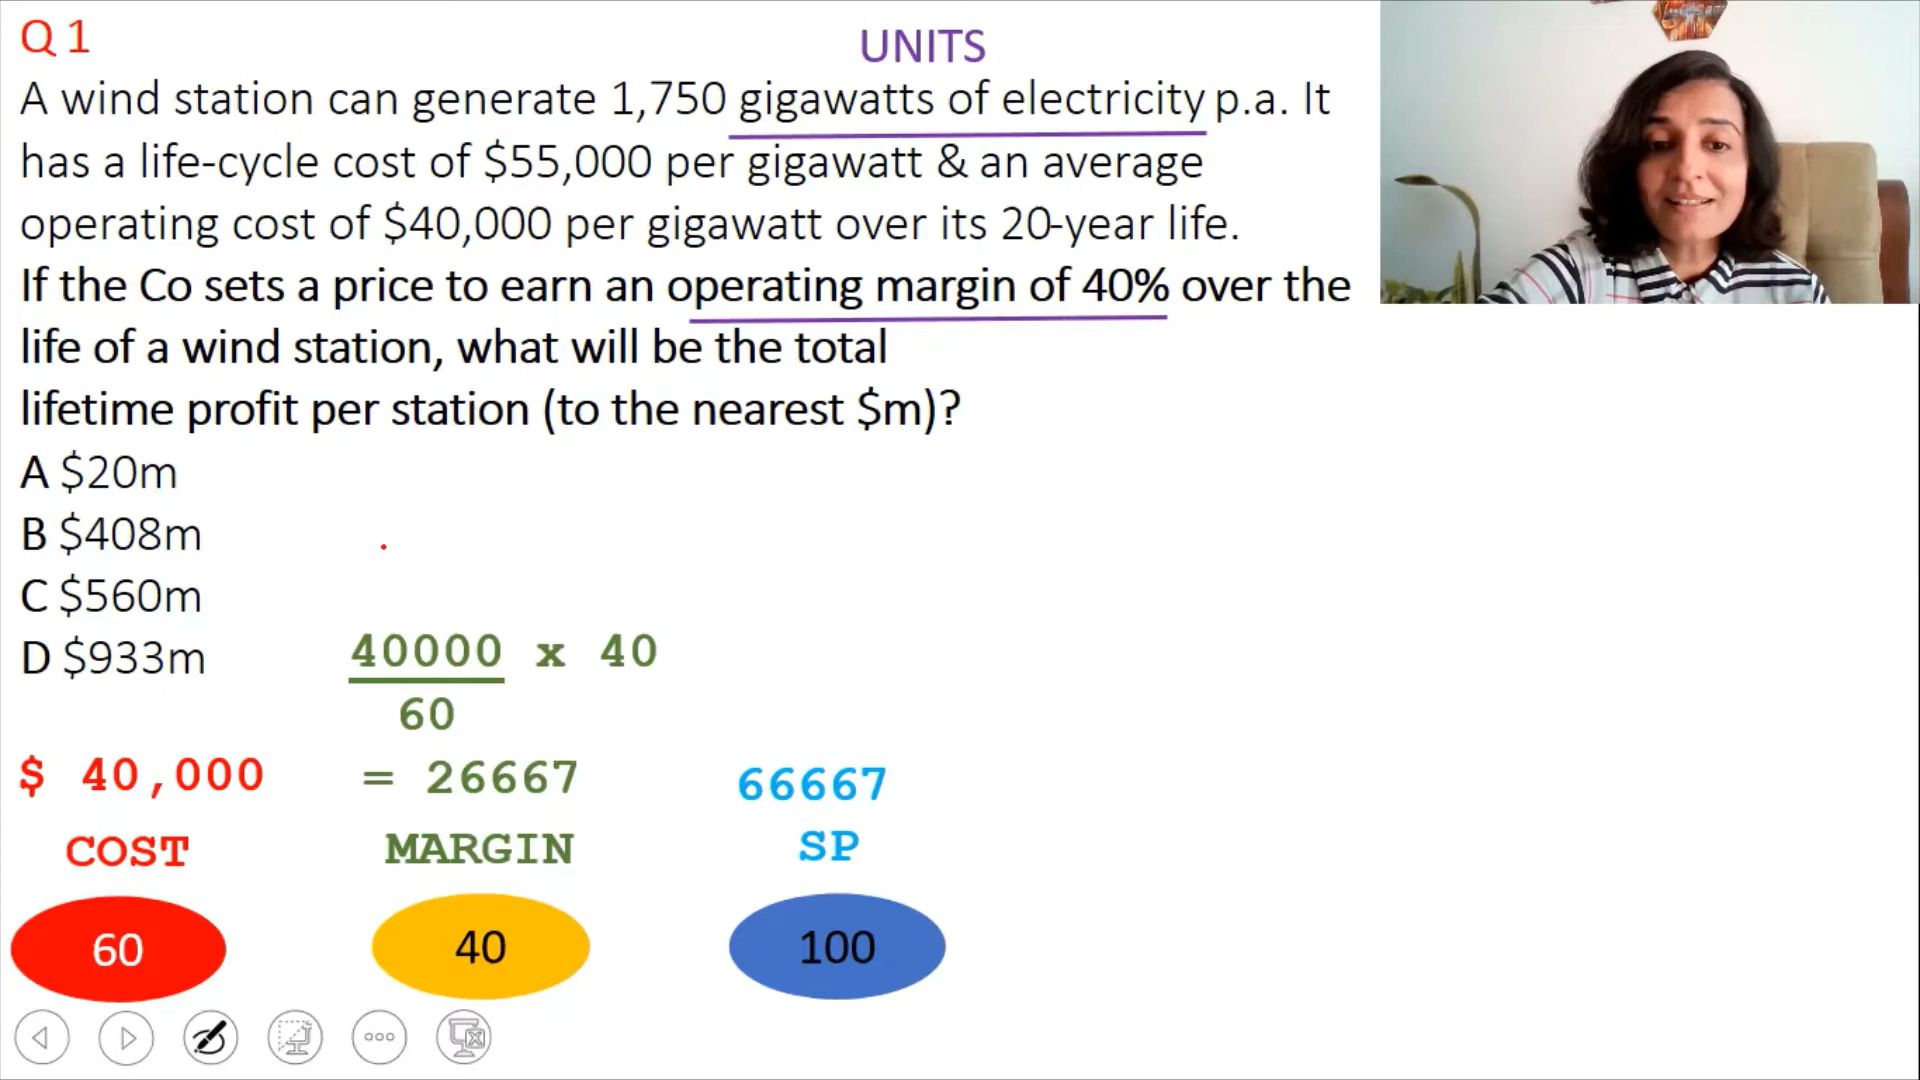 Q 1
UNITS
A wind station can generate 1,750 gigawatts of electricity p.a. It
has a life-cycle cost of $55,000 per gigawatt & an average
operating cost of $40,000 per gigawatt over its 20-year life.
If the Co sets a price to earn an operating margin of 40% over the
life of a wind station, what will be the total
lifetime profit per station (to the nearest $m)?
A $20m
B $408m
C $560m
D $933m
40000 x 40
60
$ 40,000
= 26667
66667
COST
MARGIN
SP
60
40
100